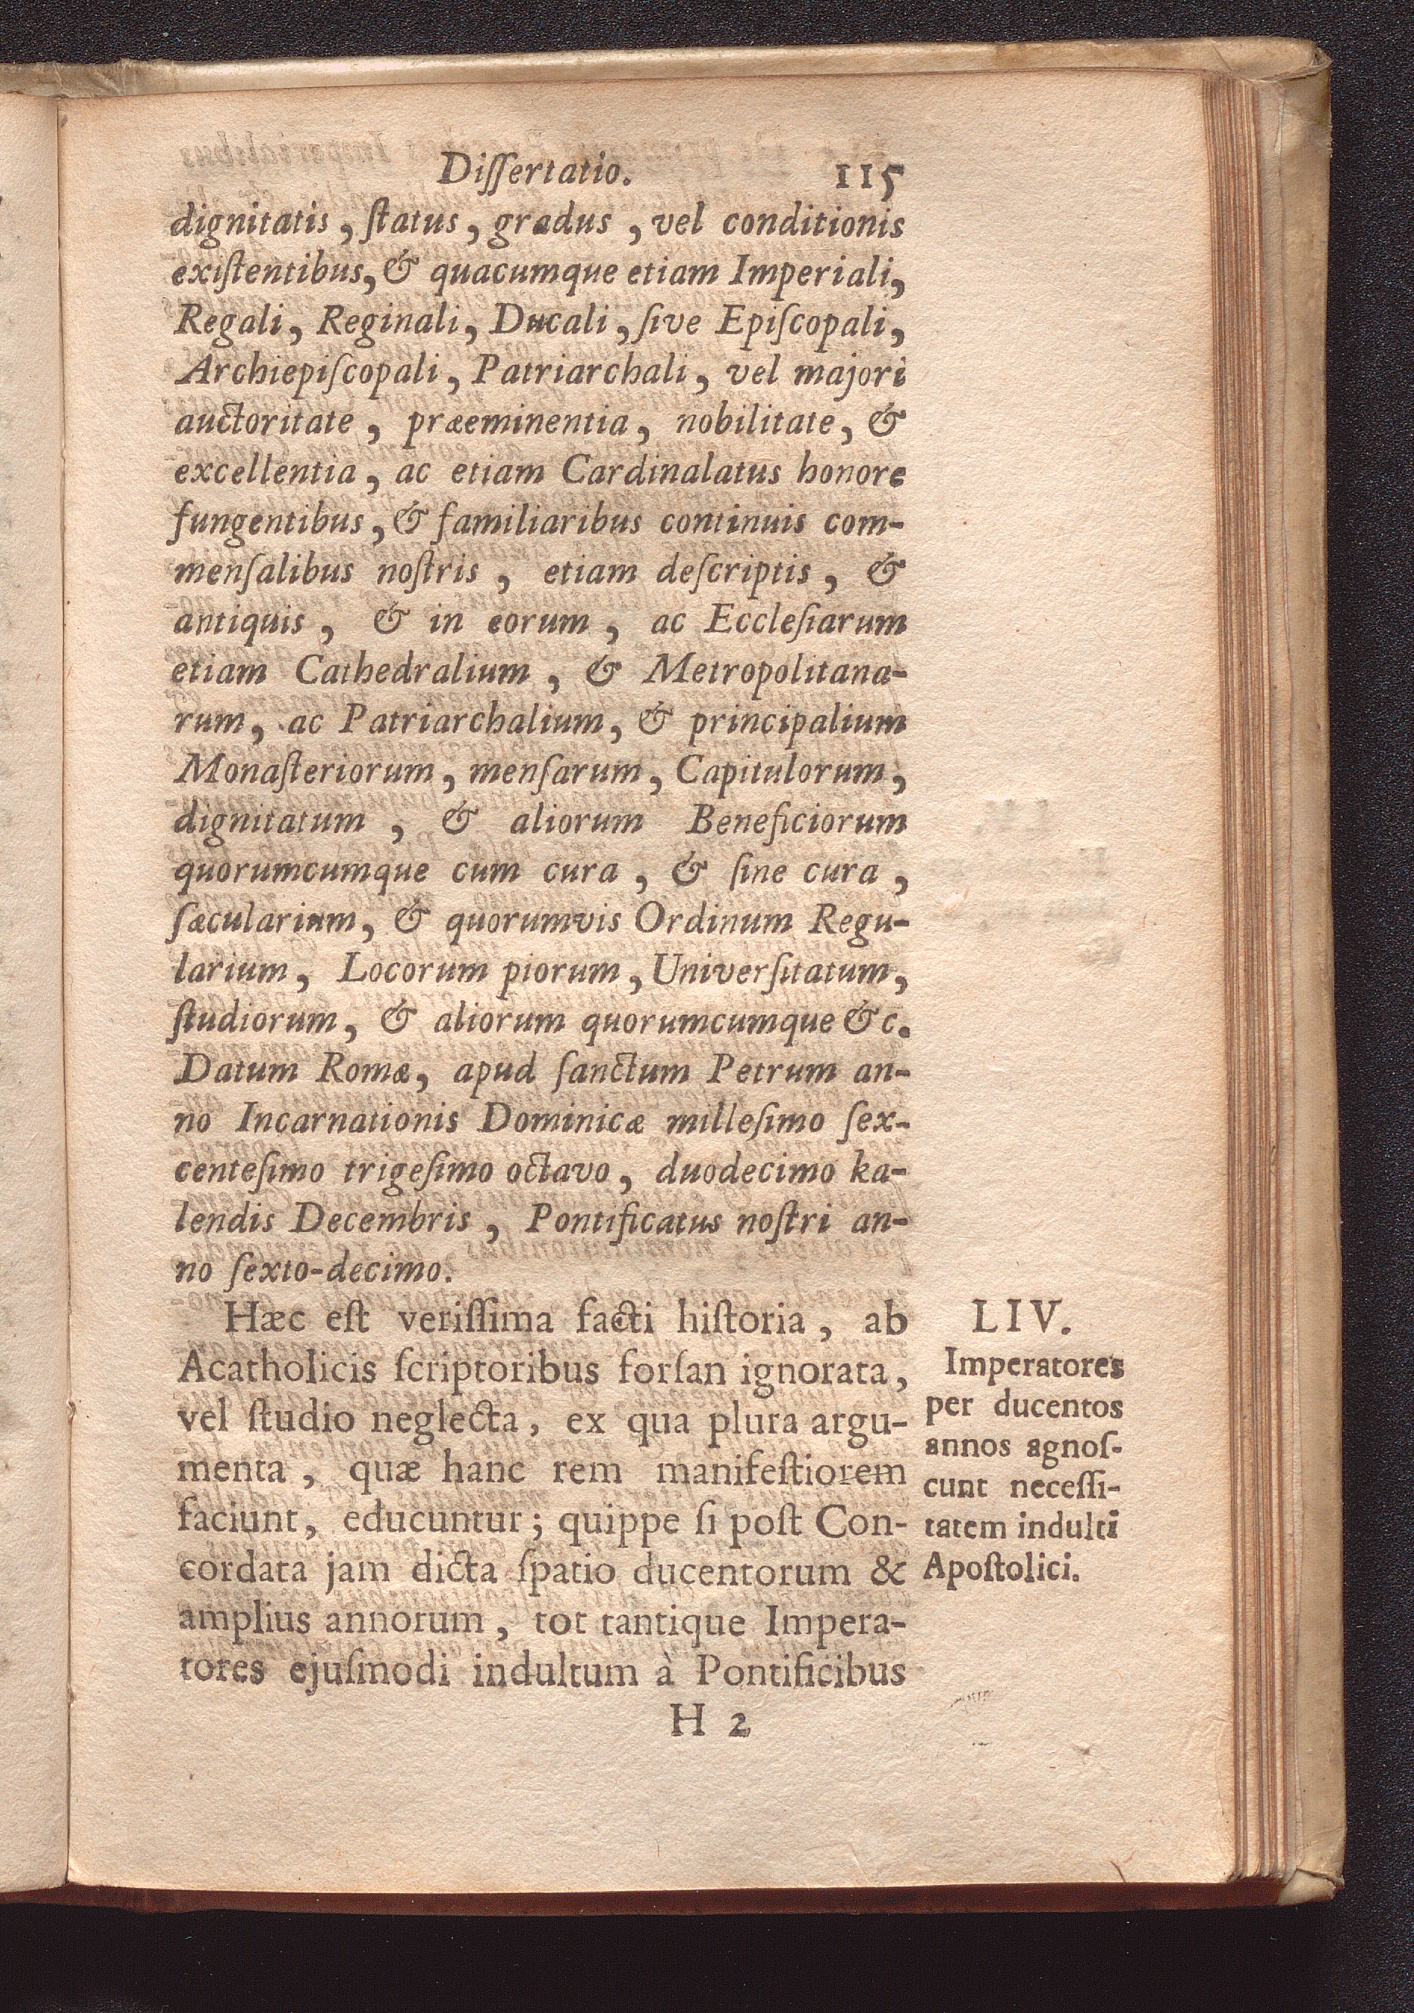 Dissertatio. 115
dignitatis, ſtatus, gradus, vel conditionis
exiſtentibus, & quacumque etiam Imperiali,
Regali, Reginali, Ducali, ſive Epiſcopali,
Archiepiſcopali, Patriarchali, vel majori
auctoritate, præeminentia, nobilitate, &
excellentia, ac etiam Cardinalatus honore
fungentibus, & familiaribus continuis com-
menſalibus noſtris, etiam deſcriptis, &
antiquis, & in eorum, ac Eccleſiarum
etiam Cathedralium, & Metropolitana-
rum, ac Patriarchalium, & principalium
Monaſteriorum, menſarum, Capitulorum,
dignitatum, & aliorum Beneficiorum
quorumcumque cum cura, & ſine cura,
ſæcularium, & quorumvis Ordinum Regu-
larium, Locorum piorum, Univerſitatum,
ſtudiorum, & aliorum quorumcumque &c.
Datum Romæ, apud ſanctum Petrum an-
no Incarnationis Dominicæ milleſimo ſex-
centeſimo trigeſimo octavo, duodecimo ka-
lendis Decembris, Pontificatus noſtri an-
no ſexto-decimo.
Hæc eſt veriſſima facti hiſtoria, ab
Acatholicis ſcriptoribus forſan ignorata,
vel ſtudio neglecta, ex qua plura argu-
menta, quæ hanc rem manifeſtiorem
faciunt, educuntur; quippe ſi poſt Con-
cordata jam dicta ſpatio ducentorum &
amplius annorum, tot tantique Impera-
tores ejuſmodi indultum à Pontificibus
LIV.
Imperatores
per ducentos
annos agnoſ-
cunt neceſſi-
tatem indulti
Apoſtolici.
H 2